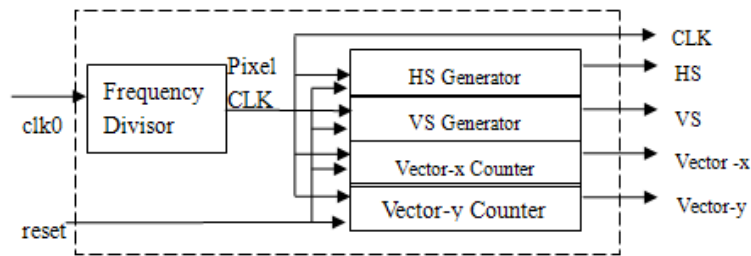 clk0
Frequency
Divisor
Pixel
CLK
reset
HS Generator
VS Generator
Vector-x Counter
Vector-y Counter
CLK
HS
VS
Vector -x
Vector-y